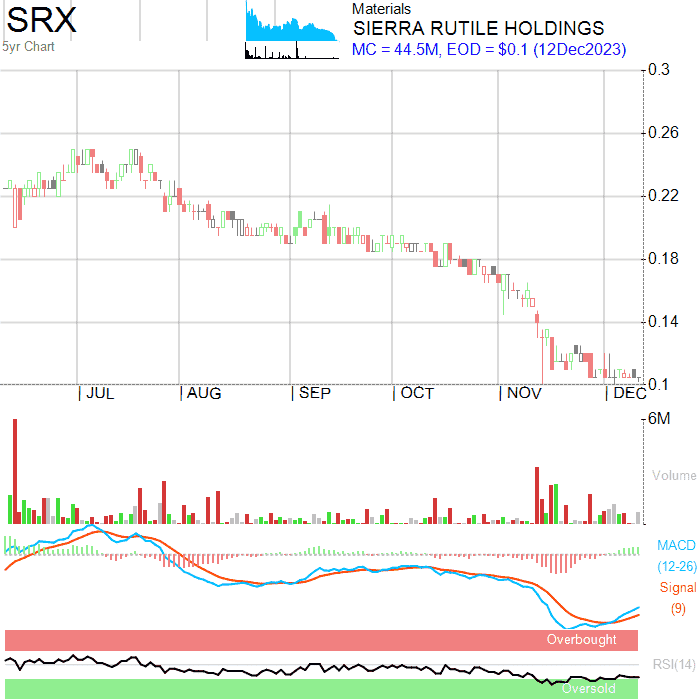 SRX
5yr Chart
Materials
SIERRA RUTILE HOLDINGS
MC = 44.5M, EOD = $0.1 (12Dec2023)
0.3
0.26
0.22
0.18
0.14
0.1
JUL AUG SEP OCT NOV DEC
6M
Volume
MACD
(12-26)
Signal
(9)
Overbought
RSI(14)
Oversold